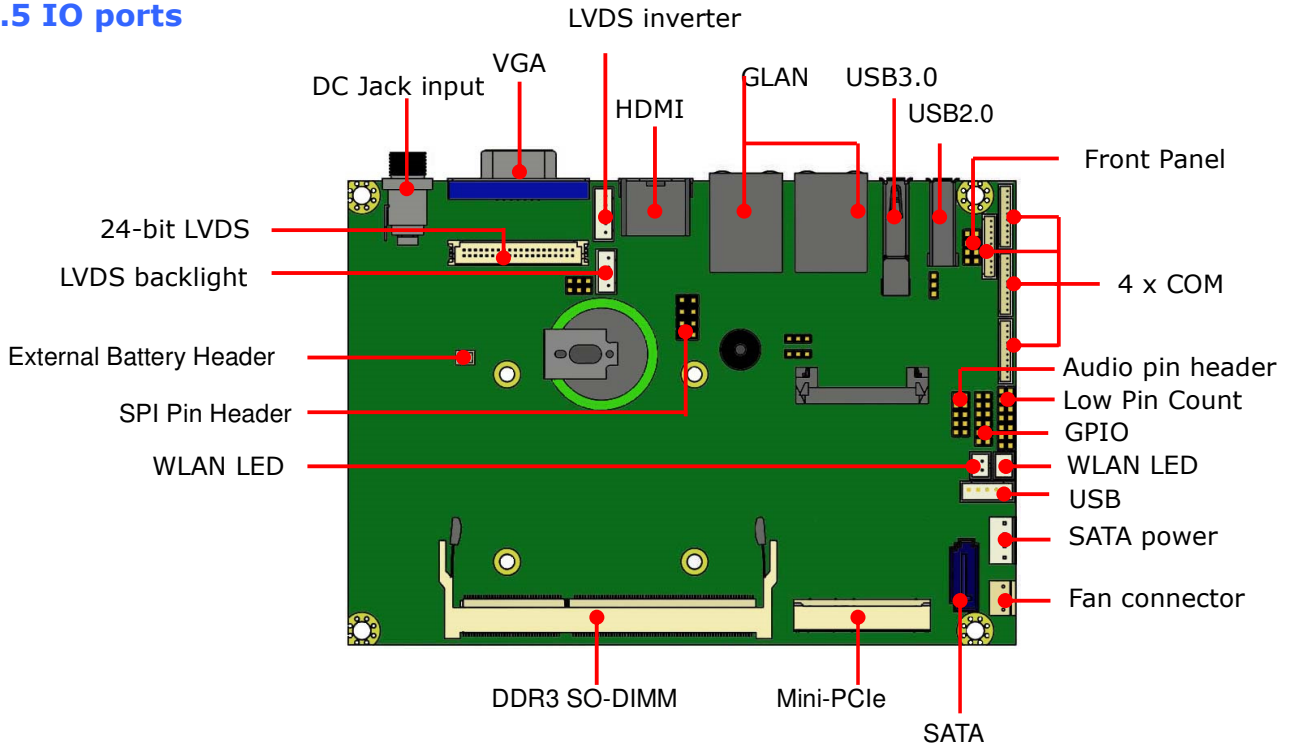 .5 IO ports
LVDS inverter
VGA
DC Jack input
GLAN
USB3.0
HDMI
USB2.0
Front Panel
24-bit LVDS
LVDS backlight
4 x COM
External Battery Header
Audio pin header
SPI Pin Header
Low Pin Count
GPIO
WLAN LED
WLAN LED
USB
SATA power
Fan connector
DDR3 SO-DIMM
Mini-PCIe
SATA